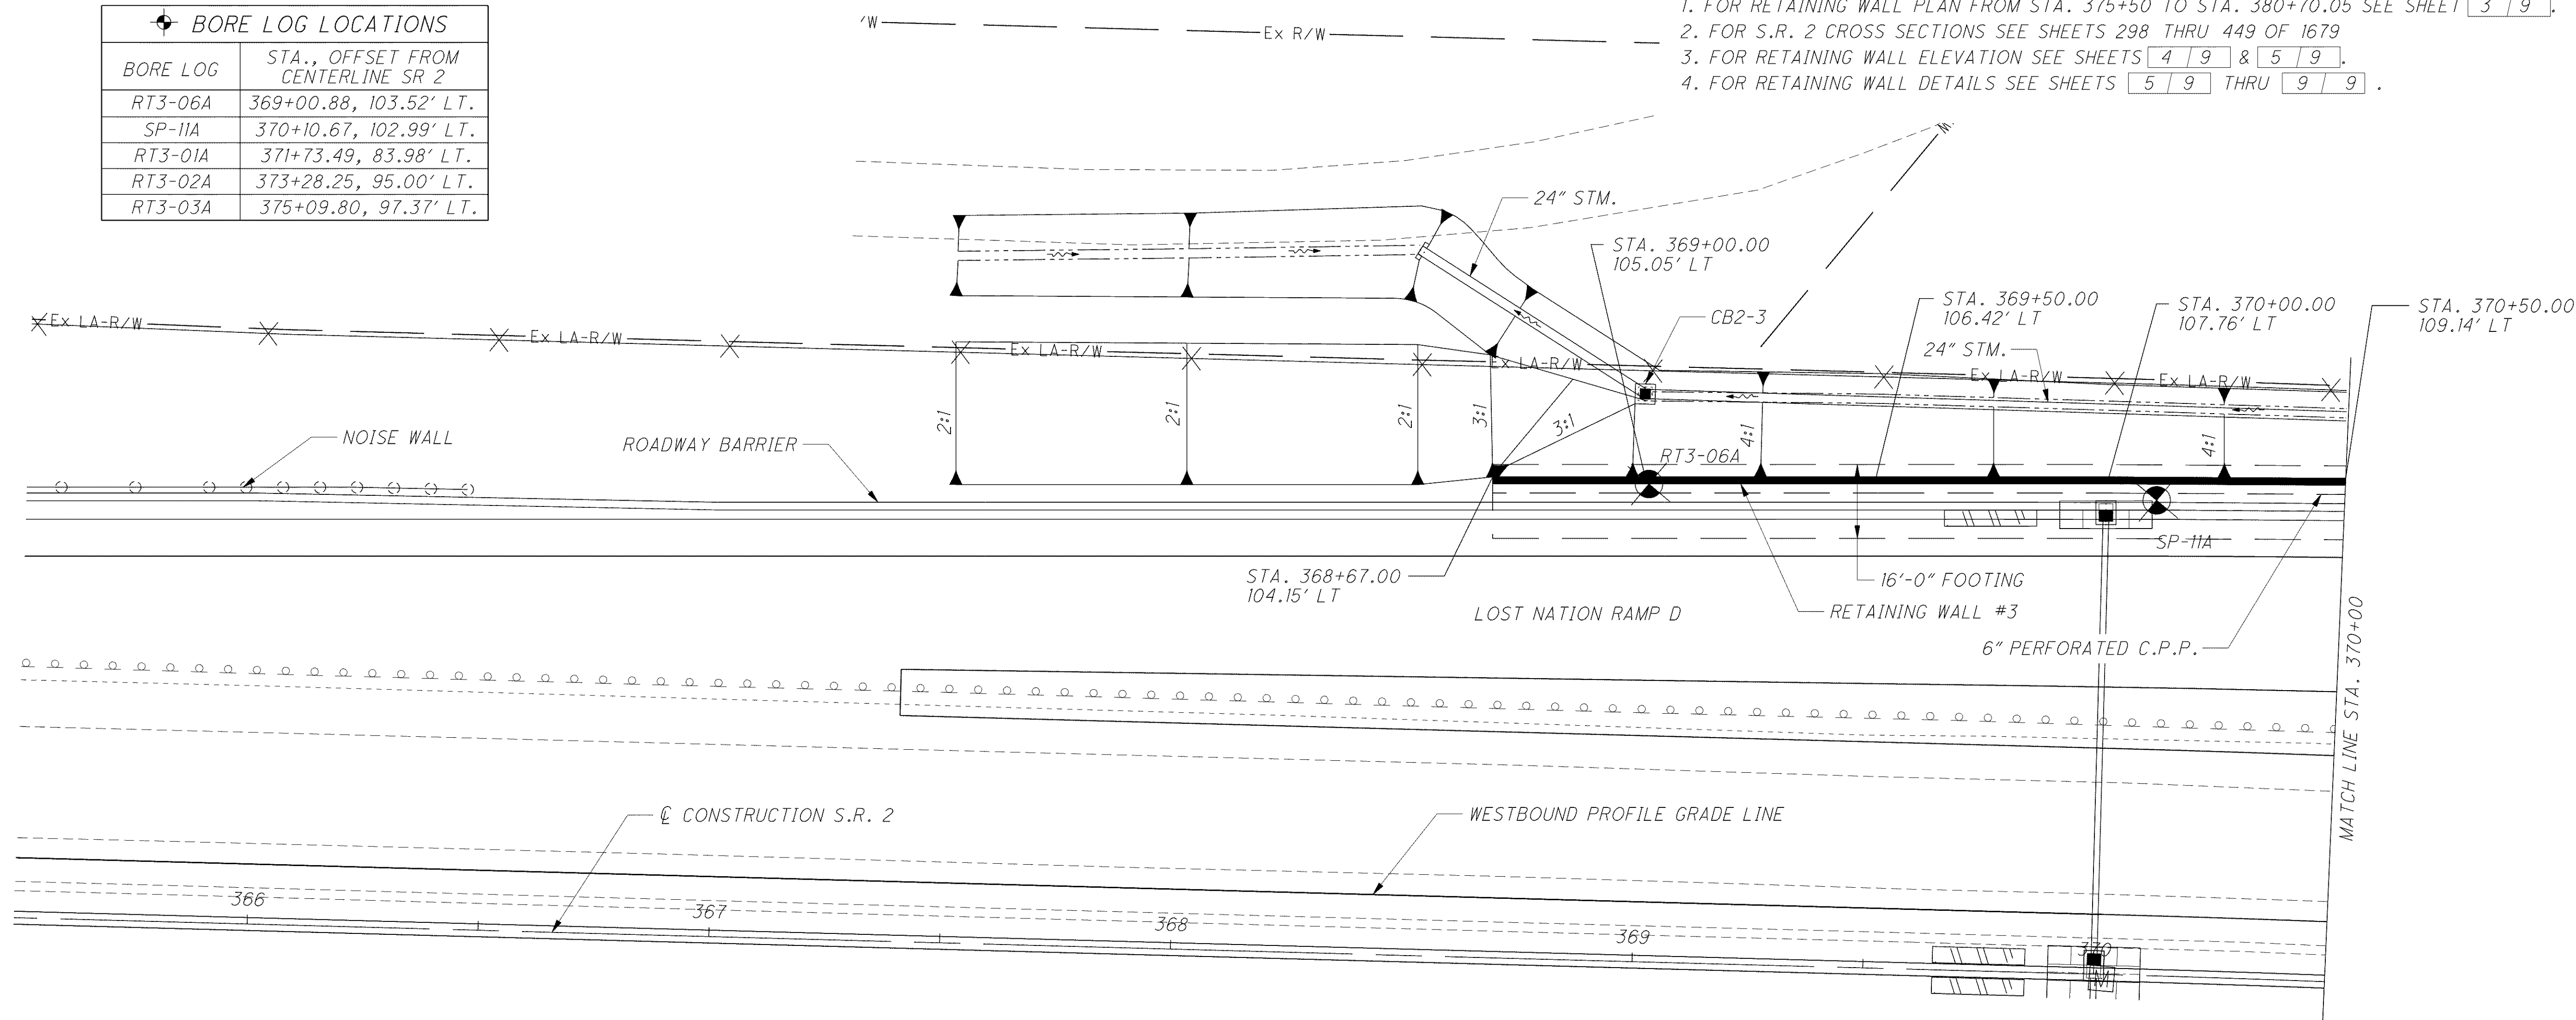 BORE LOG LOCATIONS
BORE LOG
STA., OFFSET FROM
CENTERLINE SR 2
RT3-06A 369+00.88, 103.52' LT.
SP-11A 370+10.67, 102.99' LT.
RT3-01A 371+73.49, 83.98' LT.
RT3-02A 373+28.25, 95.00' LT.
RT3-03A 375+09.80, 97.37' LT.
'W
Ex R/W
1. FOR RETAINING WALL PLAN FROM STA. 375+50 TO STA. 380+70.05 SEE SHEET 3 / 9 .
2. FOR S.R. 2 CROSS SECTIONS SEE SHEETS 298 THRU 449 OF 1679
3. FOR RETAINING WALL ELEVATION SEE SHEETS 4 / 9 & 5 / 9 .
4. FOR RETAINING WALL DETAILS SEE SHEETS 5 / 9 THRU 9 / 9 .
24" STM.
STA. 369+00.00
105.05' LT
CB2-3
STA. 369+50.00
106.42' LT
STA. 370+00.00
107.76' LT
STA. 370+50.00
109.14' LT
24" STM.
Ex LA-R/W
Ex LA-R/W
Ex LA-R/W
Ex LA-R/W
Ex LA-R/W
Ex LA-R/W
2:1
2:1
2:1
3:1
3:1
4:1
4:1
NOISE WALL
ROADWAY BARRIER
RT3-06A
SP-11A
STA. 368+67.00
104.15' LT
16'-0" FOOTING
LOST NATION RAMP D
RETAINING WALL #3
6" PERFORATED C.P.P.
MATCH LINE STA. 370+00
℄ CONSTRUCTION S.R. 2
WESTBOUND PROFILE GRADE LINE
366
367
368
369
M